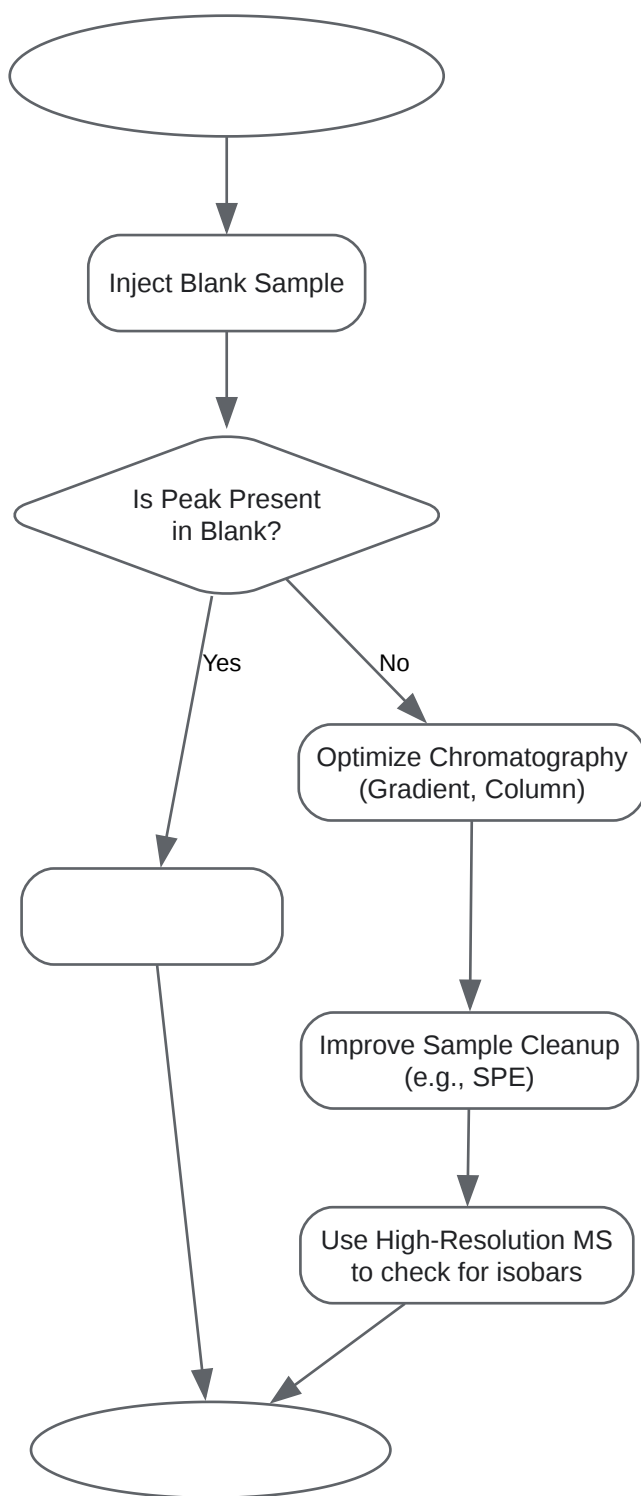 Inject Blank Sample
Is Peak Present
in Blank?
Yes
No
Optimize Chromatography
(Gradient, Column)
Improve Sample Cleanup
(e.g., SPE)
Use High-Resolution MS
to check for isobars